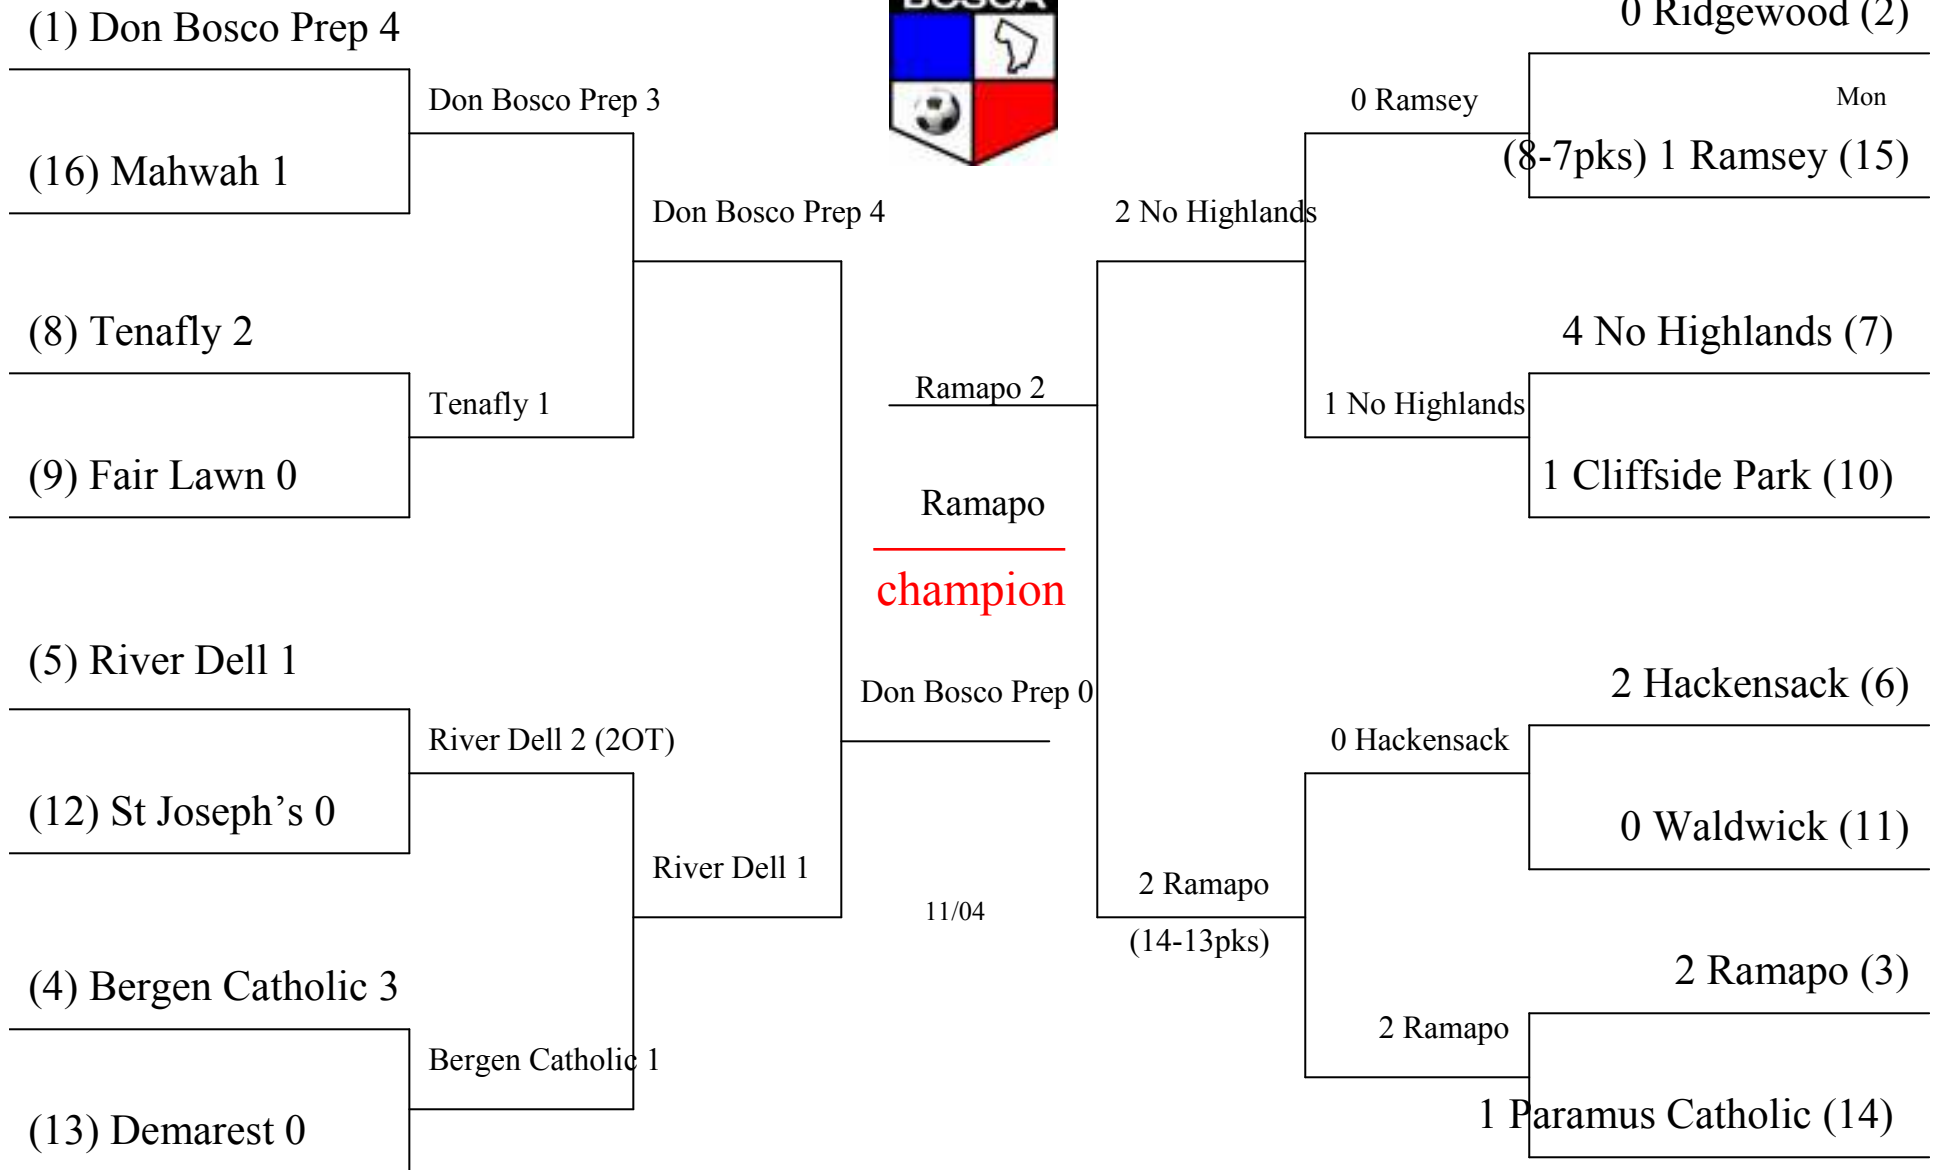 BOSCA
(1) Don Bosco Prep 4
(16) Mahwah 1
(8) Tenafly 2
(9) Fair Lawn 0
(5) River Dell 1
(12) St Joseph’s 0
(4) Bergen Catholic 3
(13) Demarest 0
Don Bosco Prep 3
Tenafly 1
River Dell 2 (2OT)
Bergen Catholic 1
Don Bosco Prep 4
River Dell 1
Ramapo 2
Ramapo
champion
Don Bosco Prep 0
11/04
2 No Highlands
2 Ramapo
(14-13pks)
0 Ramsey
1 No Highlands
0 Hackensack
2 Ramapo
0 Ridgewood (2)
Mon
(8-7pks) 1 Ramsey (15)
4 No Highlands (7)
1 Cliffside Park (10)
2 Hackensack (6)
0 Waldwick (11)
2 Ramapo (3)
1 Paramus Catholic (14)